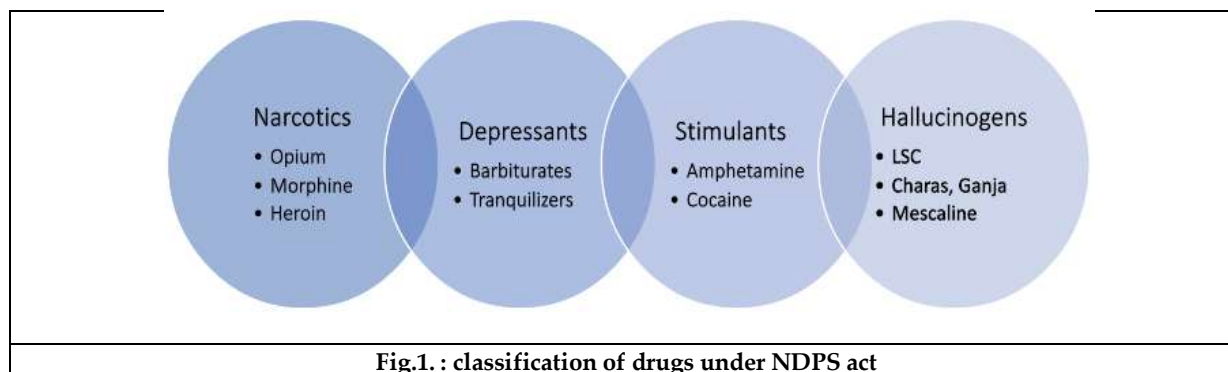 Narcotics
• Opium
• Morphine
• Heroin
Depressants
• Barbiturates
• Tranquilizers
Stimulants
• Amphetamine
• Cocaine
Hallucinogens
• LSC
• Charas, Ganja
• Mescaline
Fig.1. : classification of drugs under NDPS act